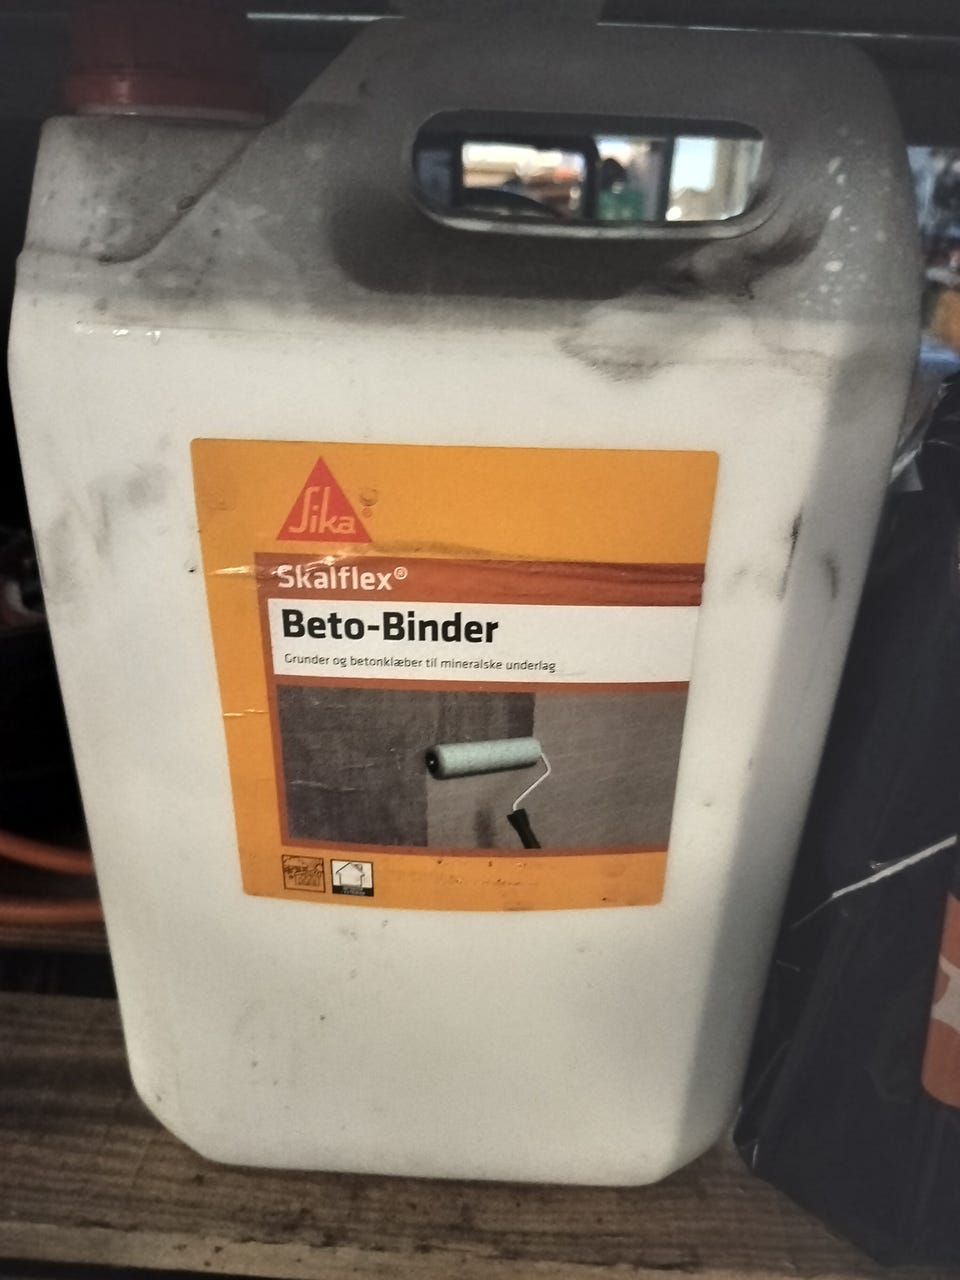 Sika®
Skalflex®
Beto-Binder
Grunder og betonklæber til mineralske underlag